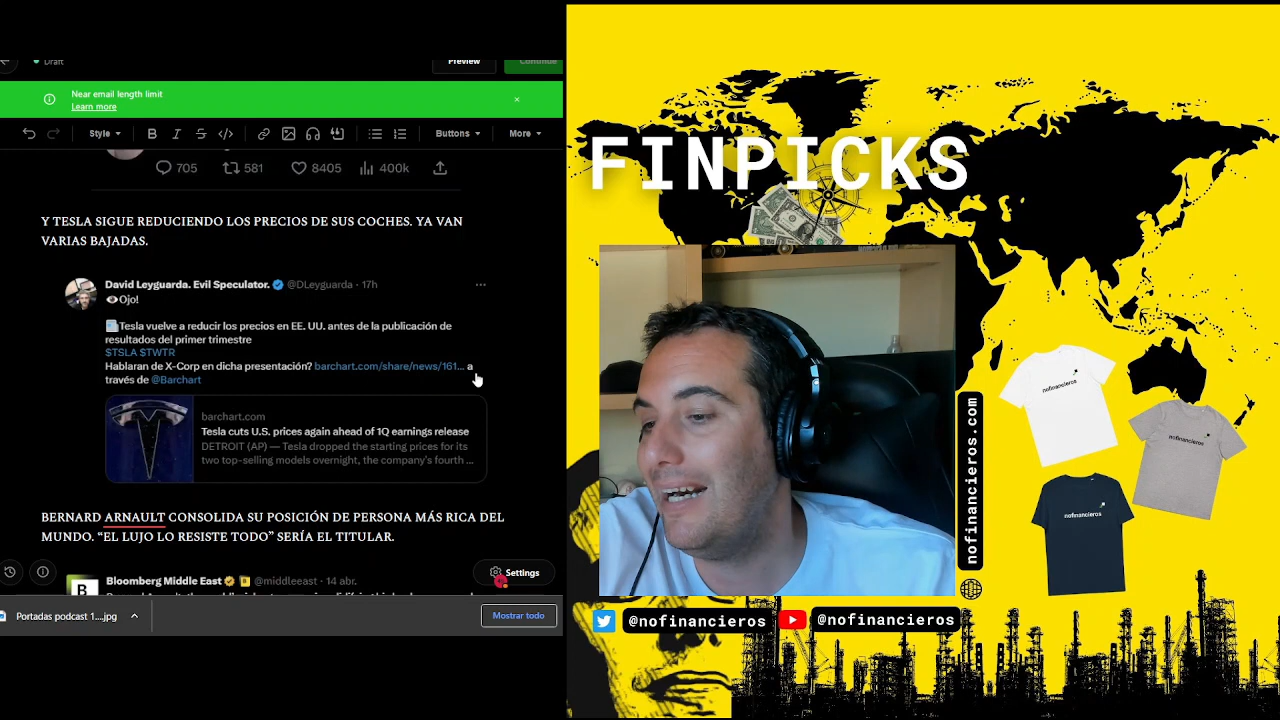 Draft
Preview
Continue
Near email length limit
Learn more
Style
B
I
S
Buttons
More
705
581
8405
400k
Y TESLA SIGUE REDUCIENDO LOS PRECIOS DE SUS COCHES. YA VAN
VARIAS BAJADAS.
David Leyguarda. Evil Speculator. @DLeyguarda · 17h
Ojo!
Tesla vuelve a reducir los precios en EE. UU. antes de la publicación de
resultados del primer trimestre
$TSLA $TWTR
Hablaran de X-Corp en dicha presentación? barchart.com/share/news/161... a
través de @Barchart
barchart.com
Tesla cuts U.S. prices again ahead of 1Q earnings release
DETROIT (AP) — Tesla dropped the starting prices for its
two top-selling models overnight, the company's fourth ...
BERNARD ARNAULT CONSOLIDA SU POSICIÓN DE PERSONA MÁS RICA DEL
MUNDO. “EL LUJO LO RESISTE TODO” SERÍA EL TITULAR.
Settings
B
Bloomberg Middle East @middleeast · 14 abr.
Portadas podcast 1....jpg
Mostrar todo
FINPICKS
nofinancieros.com
nofinancieros
nofinancieros
nofinancieros
@nofinancieros
@nofinancieros